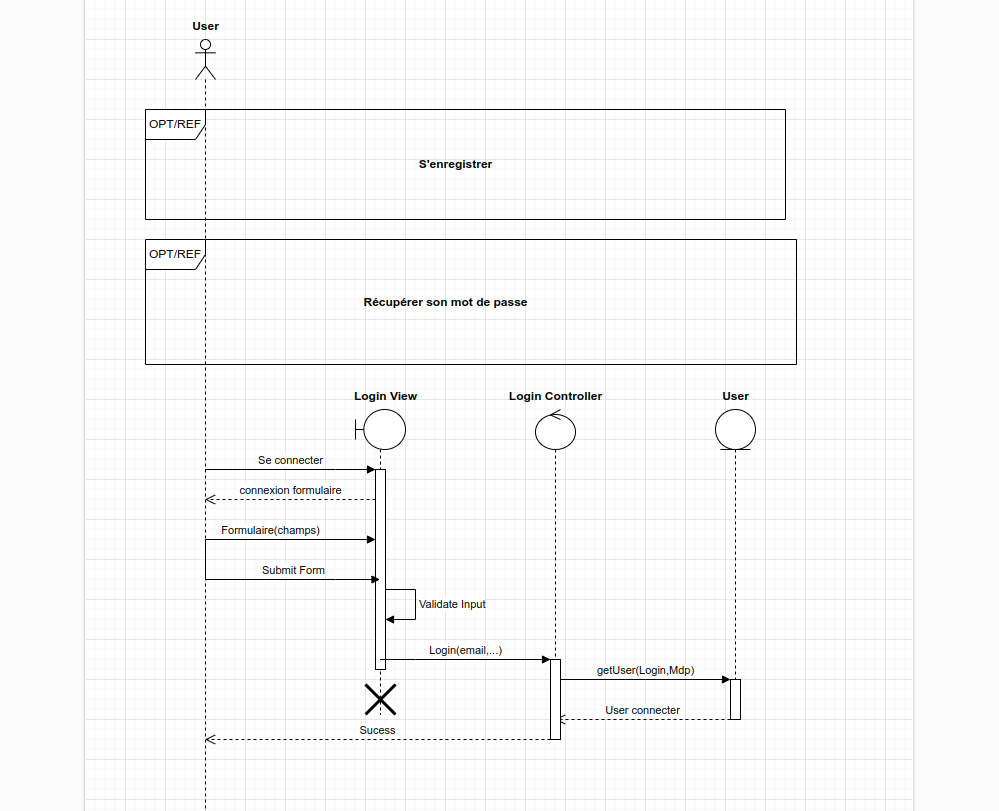 User
OPT/REF
S'enregistrer
OPT/REF
Récupérer son mot de passe
Login View
Login Controller
User
Se connecter
connexion formulaire
Formulaire(champs)
Submit Form
Validate Input
Login(email,...)
getUser(Login,Mdp)
User connecter
Sucess